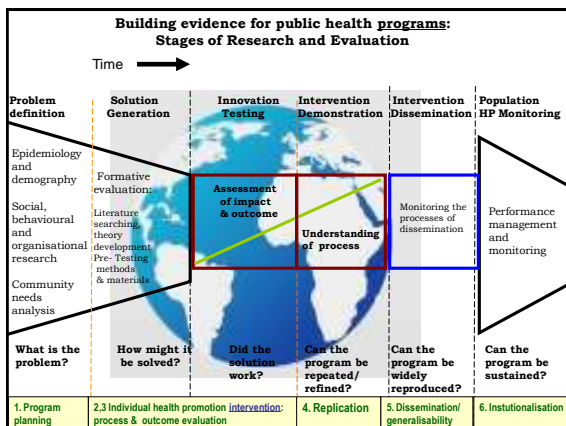 Building evidence for public health programs:
Stages of Research and Evaluation
Time
Problem
definition
Solution
Generation
Innovation
Testing
Intervention
Demonstration
Intervention
Dissemination
Population
HP Monitoring
Epidemiology
and
demography
Social,
behavioural
and
organisational
research
Community
needs
analysis
Formative
evaluation:
Literature
searching,
theory
development
Pre- Testing
methods
& materials
Assessment
of impact
& outcome
Understanding
of process
Monitoring the
processes of
dissemination
Performance
management
and
monitoring
What is the
problem?
How might it
be solved?
Did the
solution
work?
Can the
program be
repeated/
refined?
Can the
program be
widely
reproduced?
Can the
program be
sustained?
1. Program
planning
2,3 Individual health promotion intervention:
process & outcome evaluation
4. Replication
5. Dissemination/
generalisability
6. Instutionalisation